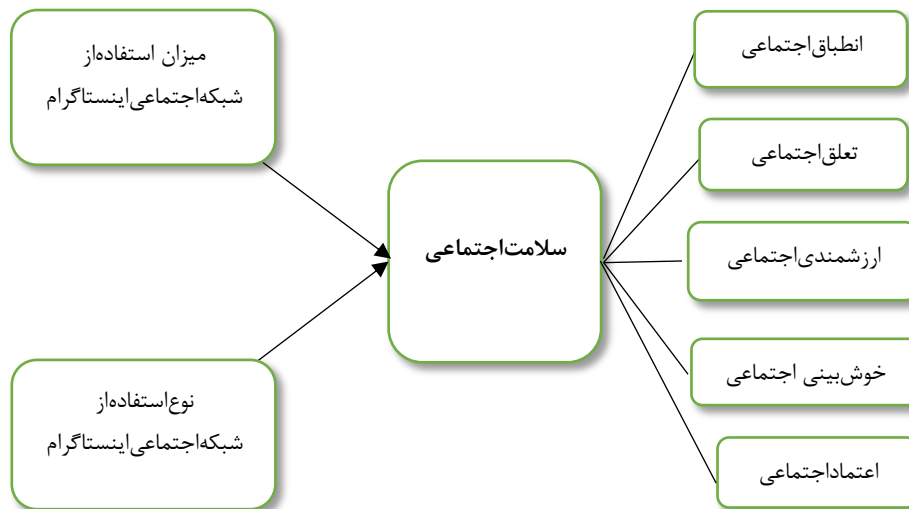 میزان استفاده‌از
شبکه‌اجتماعی‌اینستاگرام
نوع‌استفاده‌از
شبکه‌اجتماعی‌اینستاگرام
سلامت‌اجتماعی
انطباق‌اجتماعی
تعلق‌اجتماعی
ارزشمندی‌اجتماعی
خوش‌بینی اجتماعی
اعتماداجتماعی